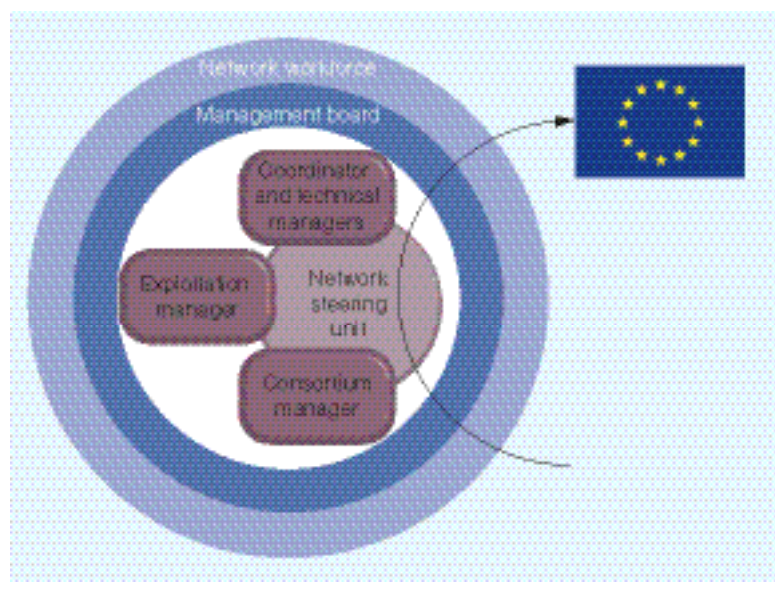 Network workforce
Management board
Coordinator
and technical
managers
Exploitation
manager
Network
steering
unit
Consortium
manager